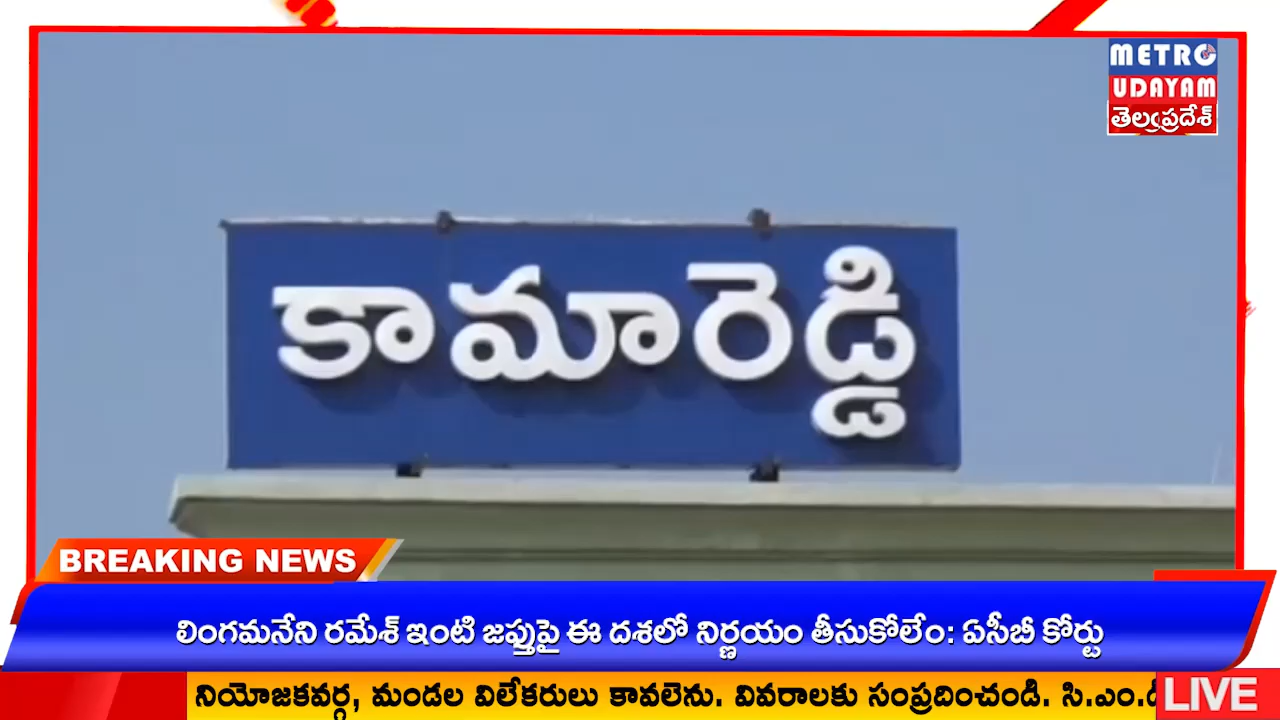 METRO
UDAYAM
తెలప్రదేశ్
కామారెడ్డి
BREAKING NEWS
లింగమనేని రమేశ్ ఇంటి జప్తుపై ఈ దశలో నిర్ణయం తీసుకోలేం: ఏసీబీ కోర్టు
నియోజకవర్గ, మండల విలేకరులు కావలెను. వివరాలకు సంప్రదించండి. సి.ఎం.డి
LIVE